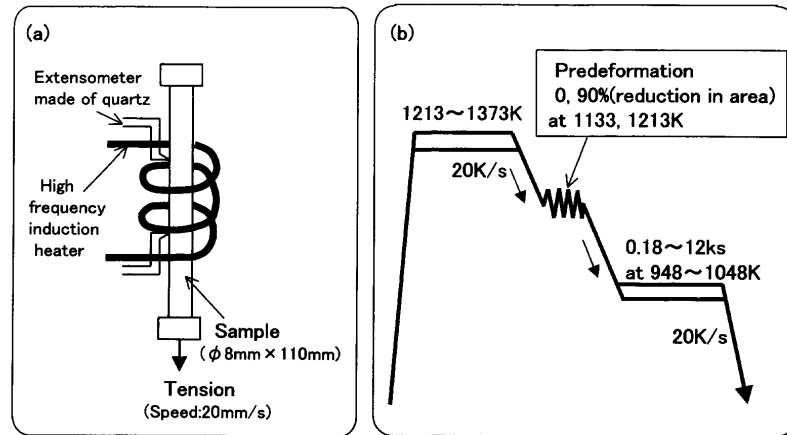 (a)
Extensometer
made of quartz
High
frequency
induction
heater
Sample
(φ8mm×110mm)
Tension
(Speed:20mm/s)
(b)
Predeformation
0, 90%(reduction in area)
at 1133, 1213K
1213～1373K
20K/s
0.18～12ks
at 948～1048K
20K/s